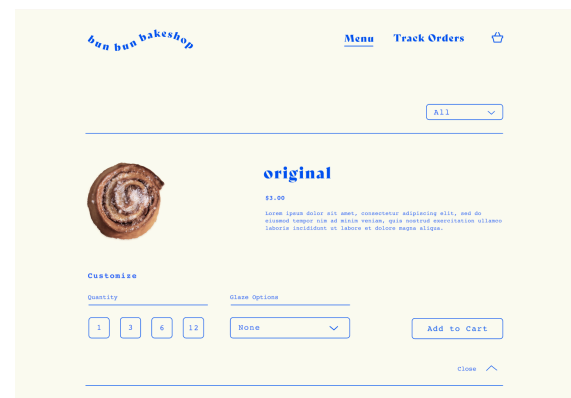 bun bun bakeshop
Menu Track Orders
All
original
$3.00
Lorem ipsum dolor sit amet, consectetur adipiscing elit, sed do
eiusmod tempor nim ad minim veniam, quis nostrud exercitation ullamco
laboris incididunt ut labore et dolore magna aliqua.
Customize
Quantity Glaze Options
1 3 6 12 None Add to Cart
Close